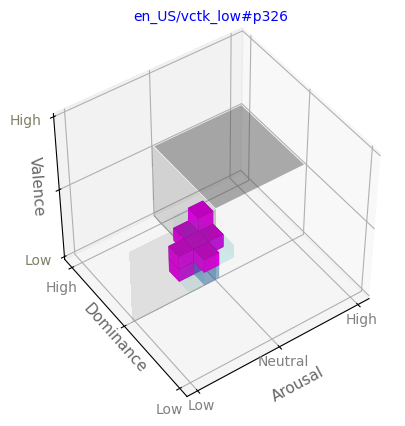 en_US/vctk_low#p326
High
Valence
Low
High
Dominance
Low
Low
Neutral
High
Arousal